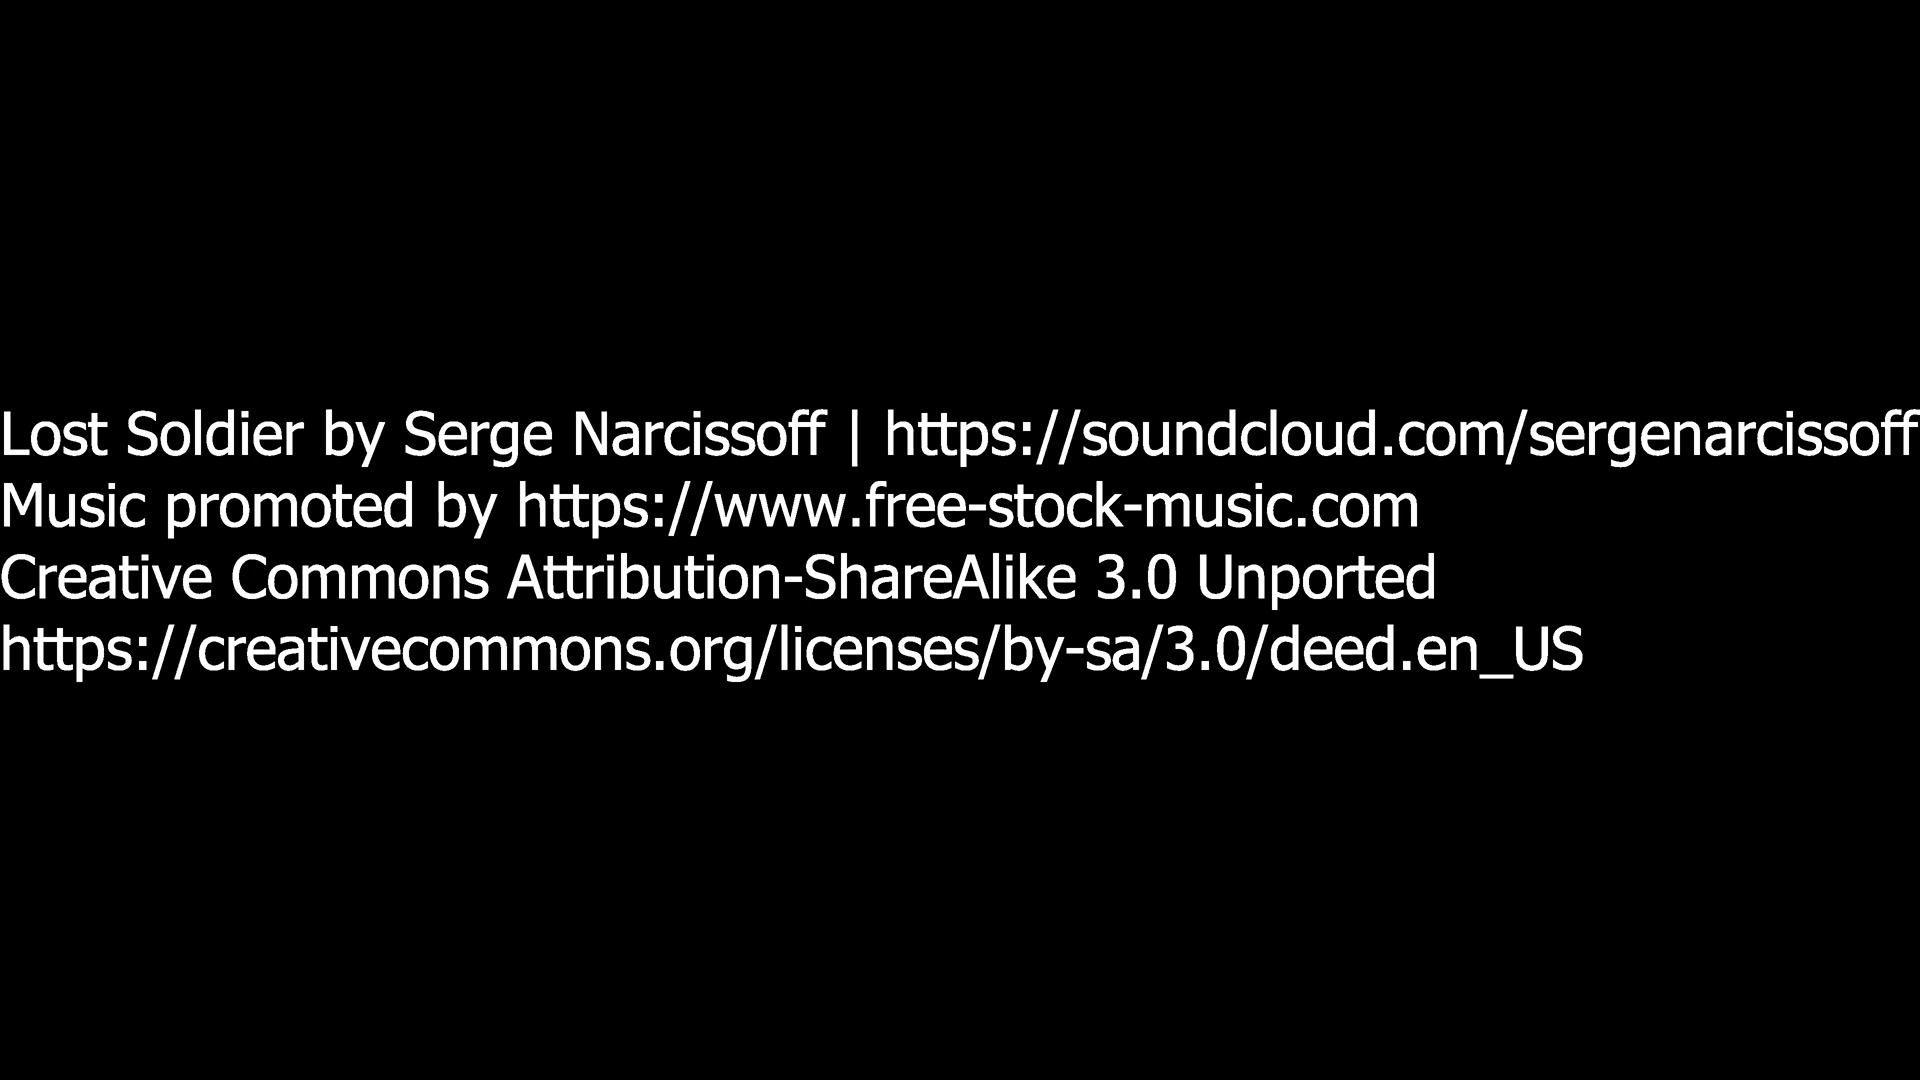 Lost Soldier by Serge Narcissoff | https://soundcloud.com/sergenarcissoff
Music promoted by https://www.free-stock-music.com
Creative Commons Attribution-ShareAlike 3.0 Unported
https://creativecommons.org/licenses/by-sa/3.0/deed.en_US